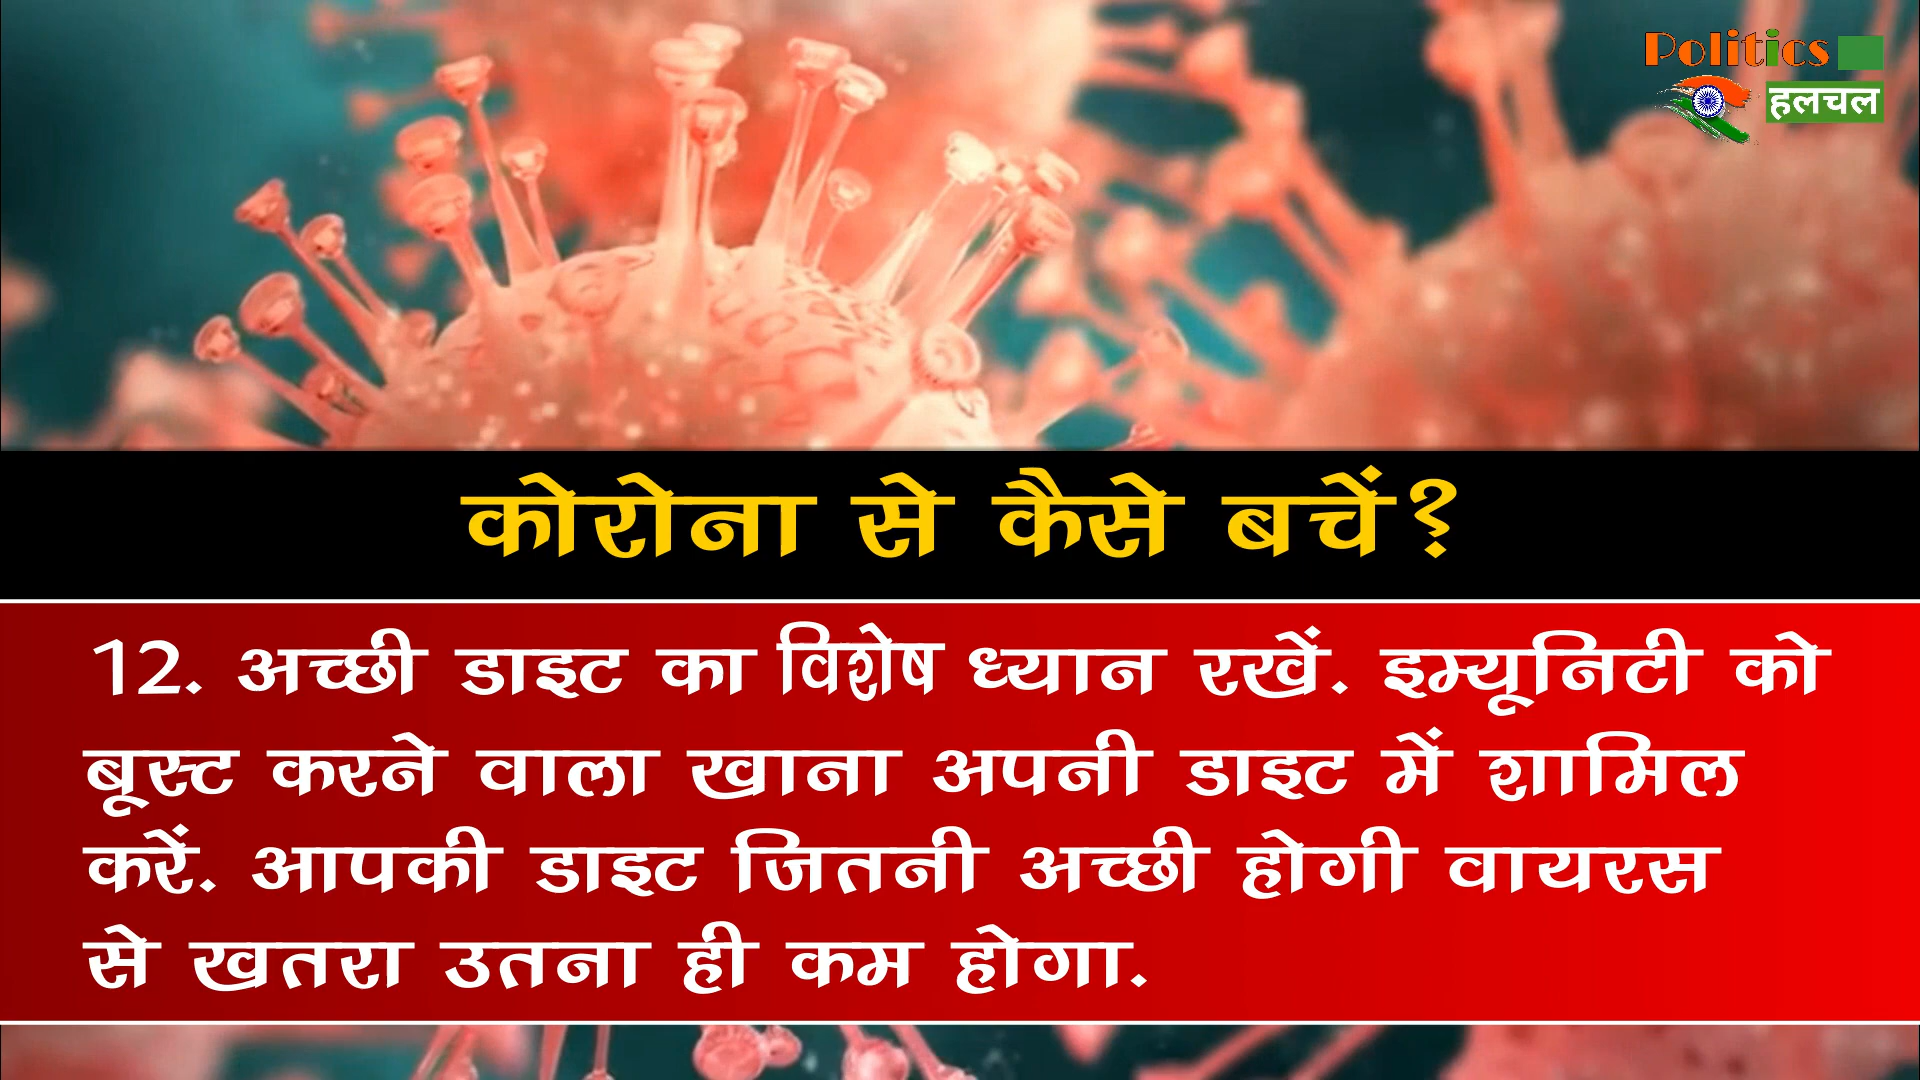 Politics
हलचल
कोरोना से कैसे बचें?
12. अच्छी डाइट का विशेष ध्यान रखें. इम्यूनिटी को
बूस्ट करने वाला खाना अपनी डाइट में शामिल
करें. आपकी डाइट जितनी अच्छी होगी वायरस
से खतरा उतना ही कम होगा.